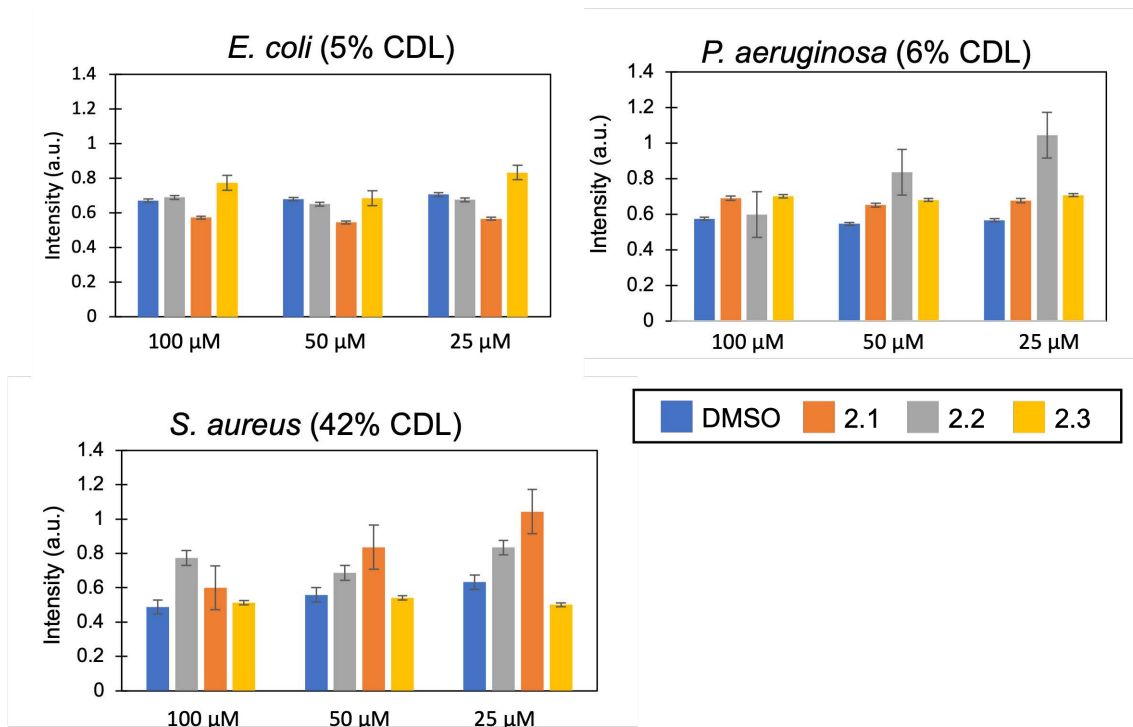 E. coli (5% CDL)
Intensity (a.u.)
1.4
1.2
1
0.8
0.6
0.4
0.2
0
100 µM 50 µM 25 µM
P. aeruginosa (6% CDL)
Intensity (a.u.)
1.4
1.2
1
0.8
0.6
0.4
0.2
0
100 µM 50 µM 25 µM
S. aureus (42% CDL)
Intensity (a.u.)
1.4
1.2
1
0.8
0.6
0.4
0.2
0
100 µM 50 µM 25 µM
DMSO 2.1 2.2 2.3